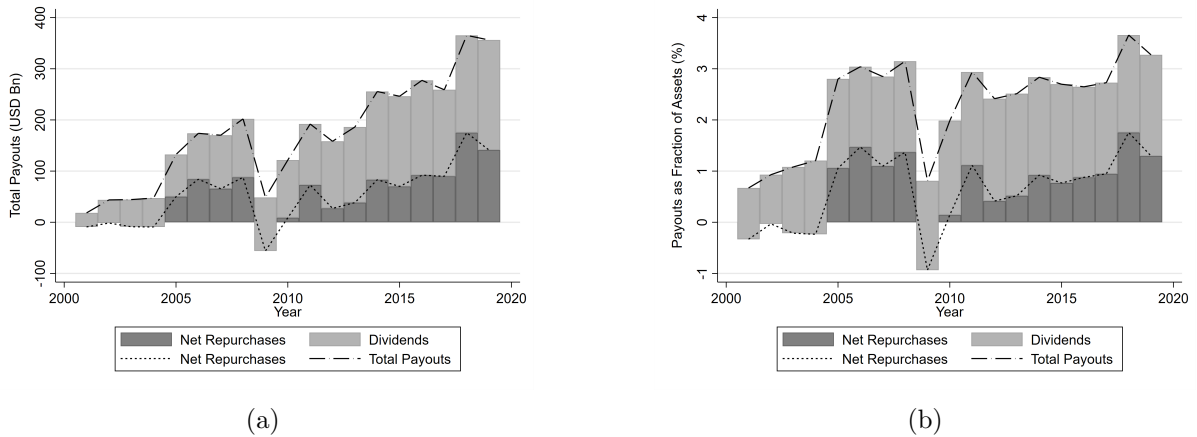 Total Payouts (USD Bn)
400
300
200
100
0
-100
2000 2005 2010 2015 2020
Year
Net Repurchases Dividends
Net Repurchases Total Payouts
(a)
Payouts as Fraction of Assets (%)
4
3
2
1
0
-1
2000 2005 2010 2015 2020
Year
Net Repurchases Dividends
Net Repurchases Total Payouts
(b)